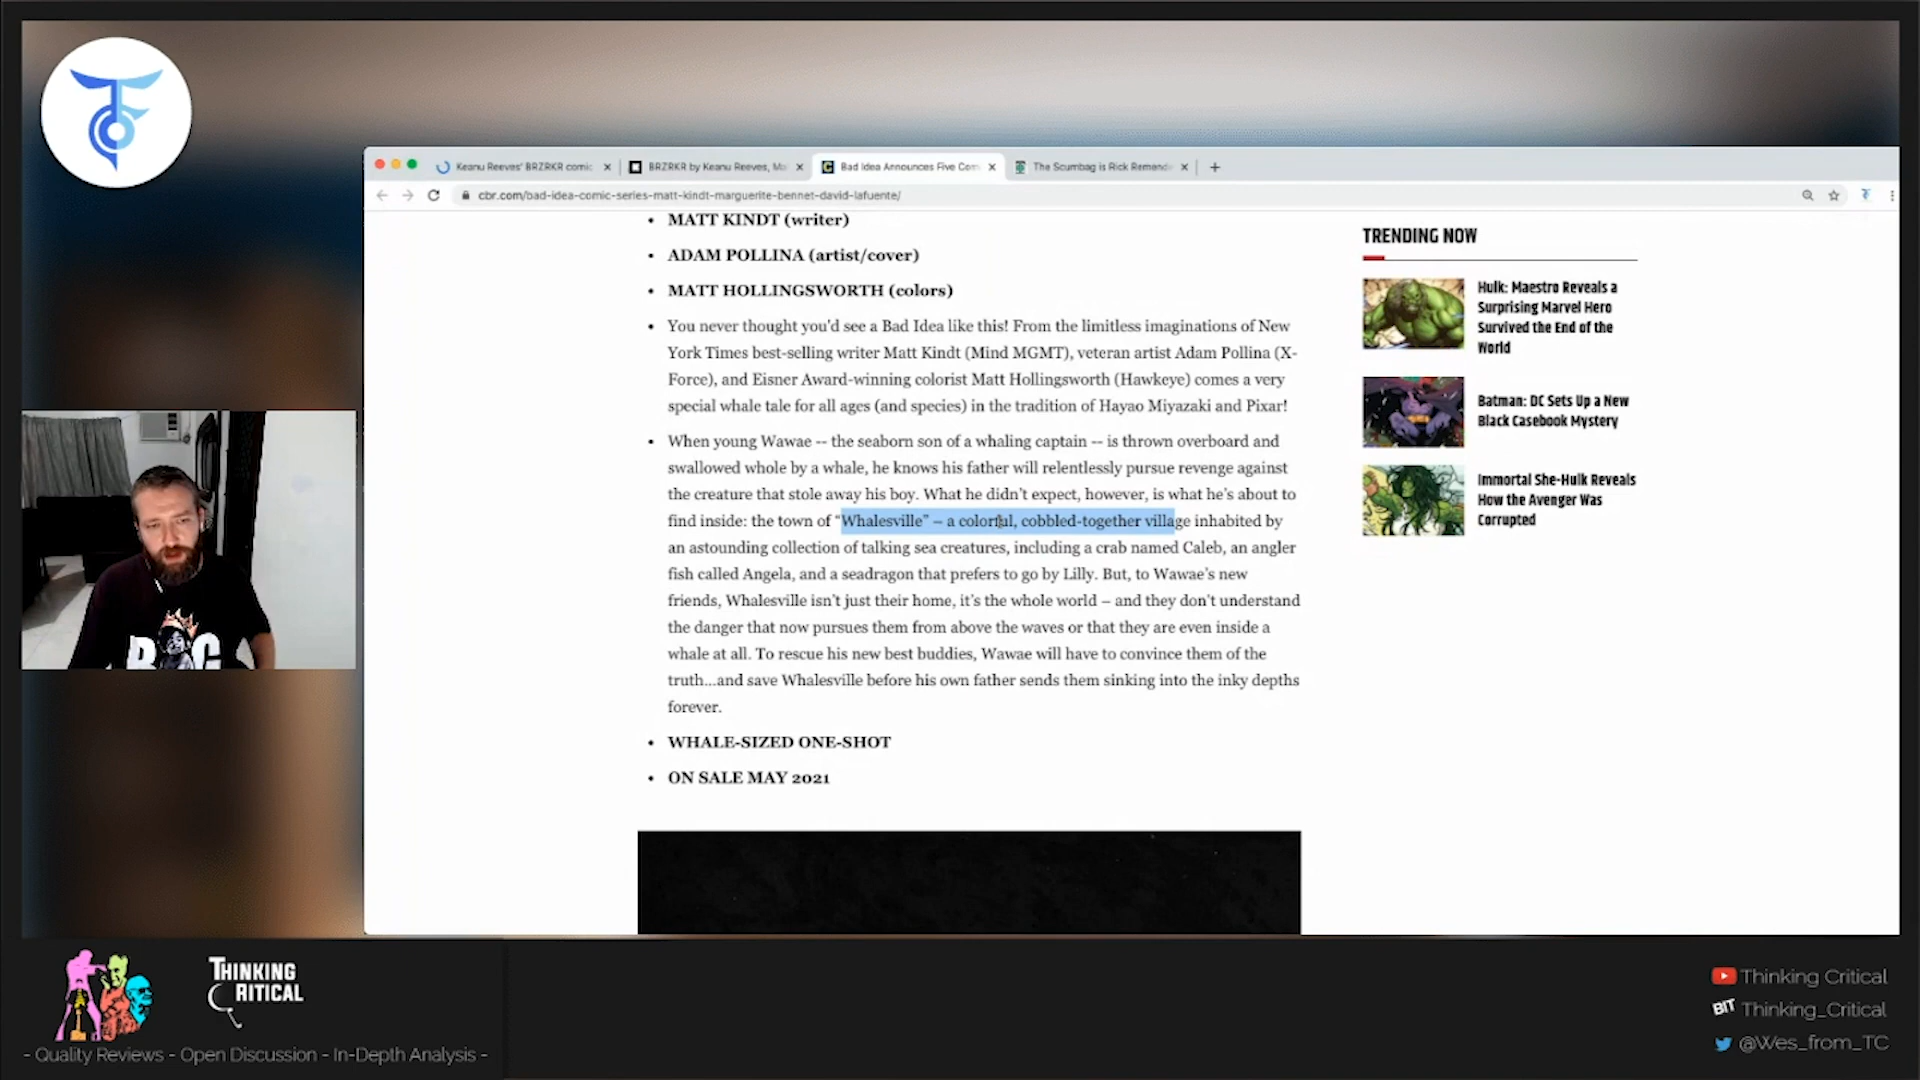 Keanu Reeves' BRZRKR comic
BRZRKR by Keanu Reeves, Ma
Bad Idea Announces Five Com
The Scumbag is Rick Remend
cbr.com/bad-idea-comic-series-matt-kindt-marguerite-bennet-david-lafuente/
• MATT KINDT (writer)
• ADAM POLLINA (artist/cover)
• MATT HOLLINGSWORTH (colors)
• You never thought you'd see a Bad Idea like this! From the limitless imaginations of New
York Times best-selling writer Matt Kindt (Mind MGMT), veteran artist Adam Pollina (X-
Force), and Eisner Award-winning colorist Matt Hollingsworth (Hawkeye) comes a very
special whale tale for all ages (and species) in the tradition of Hayao Miyazaki and Pixar!
• When young Wawae -- the seaborn son of a whaling captain -- is thrown overboard and
swallowed whole by a whale, he knows his father will relentlessly pursue revenge against
the creature that stole away his boy. What he didn't expect, however, is what he's about to
find inside: the town of “Whalesville” – a colorful, cobbled-together village inhabited by
an astounding collection of talking sea creatures, including a crab named Caleb, an angler
fish called Angela, and a seadragon that prefers to go by Lilly. But, to Wawae's new
friends, Whalesville isn't just their home, it's the whole world – and they don't understand
the danger that now pursues them from above the waves or that they are even inside a
whale at all. To rescue his new best buddies, Wawae will have to convince them of the
truth...and save Whalesville before his own father sends them sinking into the inky depths
forever.
• WHALE-SIZED ONE-SHOT
• ON SALE MAY 2021
TRENDING NOW
Hulk: Maestro Reveals a
Surprising Marvel Hero
Survived the End of the
World
Batman: DC Sets Up a New
Black Casebook Mystery
Immortal She-Hulk Reveals
How the Avenger Was
Corrupted
THINKING
CRITICAL
- Quality Reviews - Open Discussion - In-Depth Analysis -
Thinking Critical
BIT Thinking_Critical
@Wes_from_TC